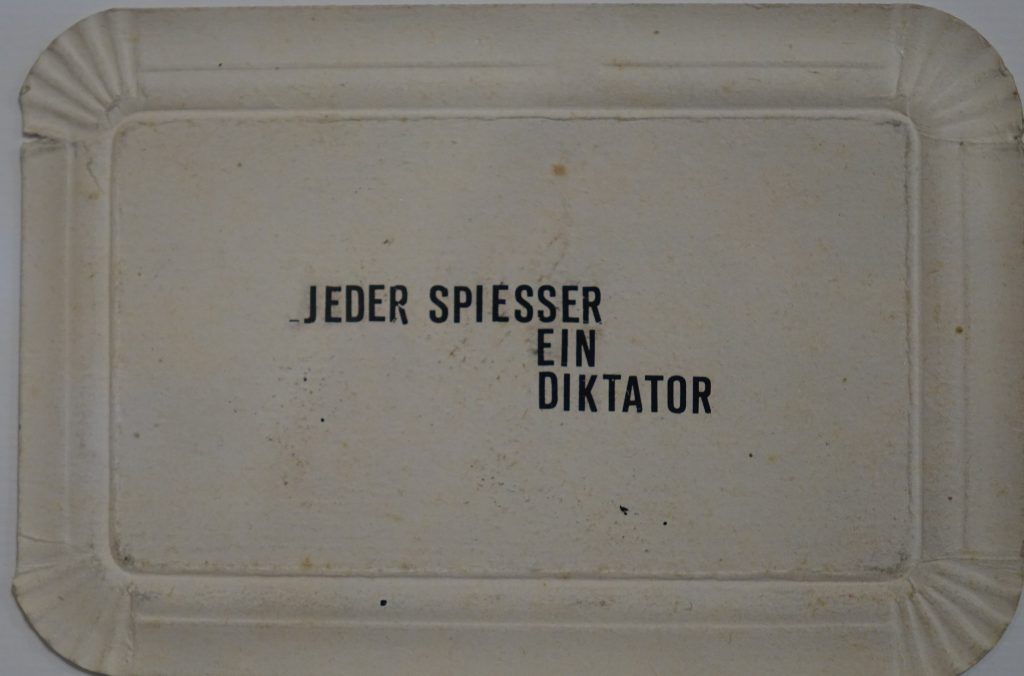 JEDER SPIESSER
EIN
DIKTATOR